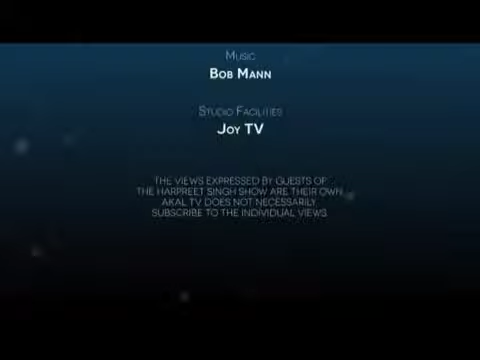 Music
Bob Mann
Studio Facilities
Joy TV
THE VIEWS EXPRESSED BY GUESTS OF
THE HARPREET SINGH SHOW ARE THEIR OWN
AKAL TV DOES NOT NECESSARILY
SUBSCRIBE TO THE INDIVIDUAL VIEWS